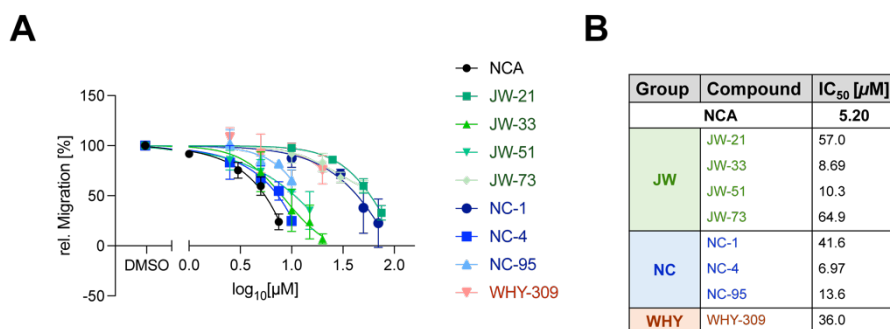 A
rel. Migration [%]
150
100
50
0
-50
DMSO
0.0
0.5
1.0
1.5
2.0
log10[µM]
NCA
JW-21
JW-33
JW-51
JW-73
NC-1
NC-4
NC-95
WHY-309
B
Group Compound IC50 [µM]
NCA 5.20
JW
JW-21 57.0
JW-33 8.69
JW-51 10.3
JW-73 64.9
NC
NC-1 41.6
NC-4 6.97
NC-95 13.6
WHY WHY-309 36.0